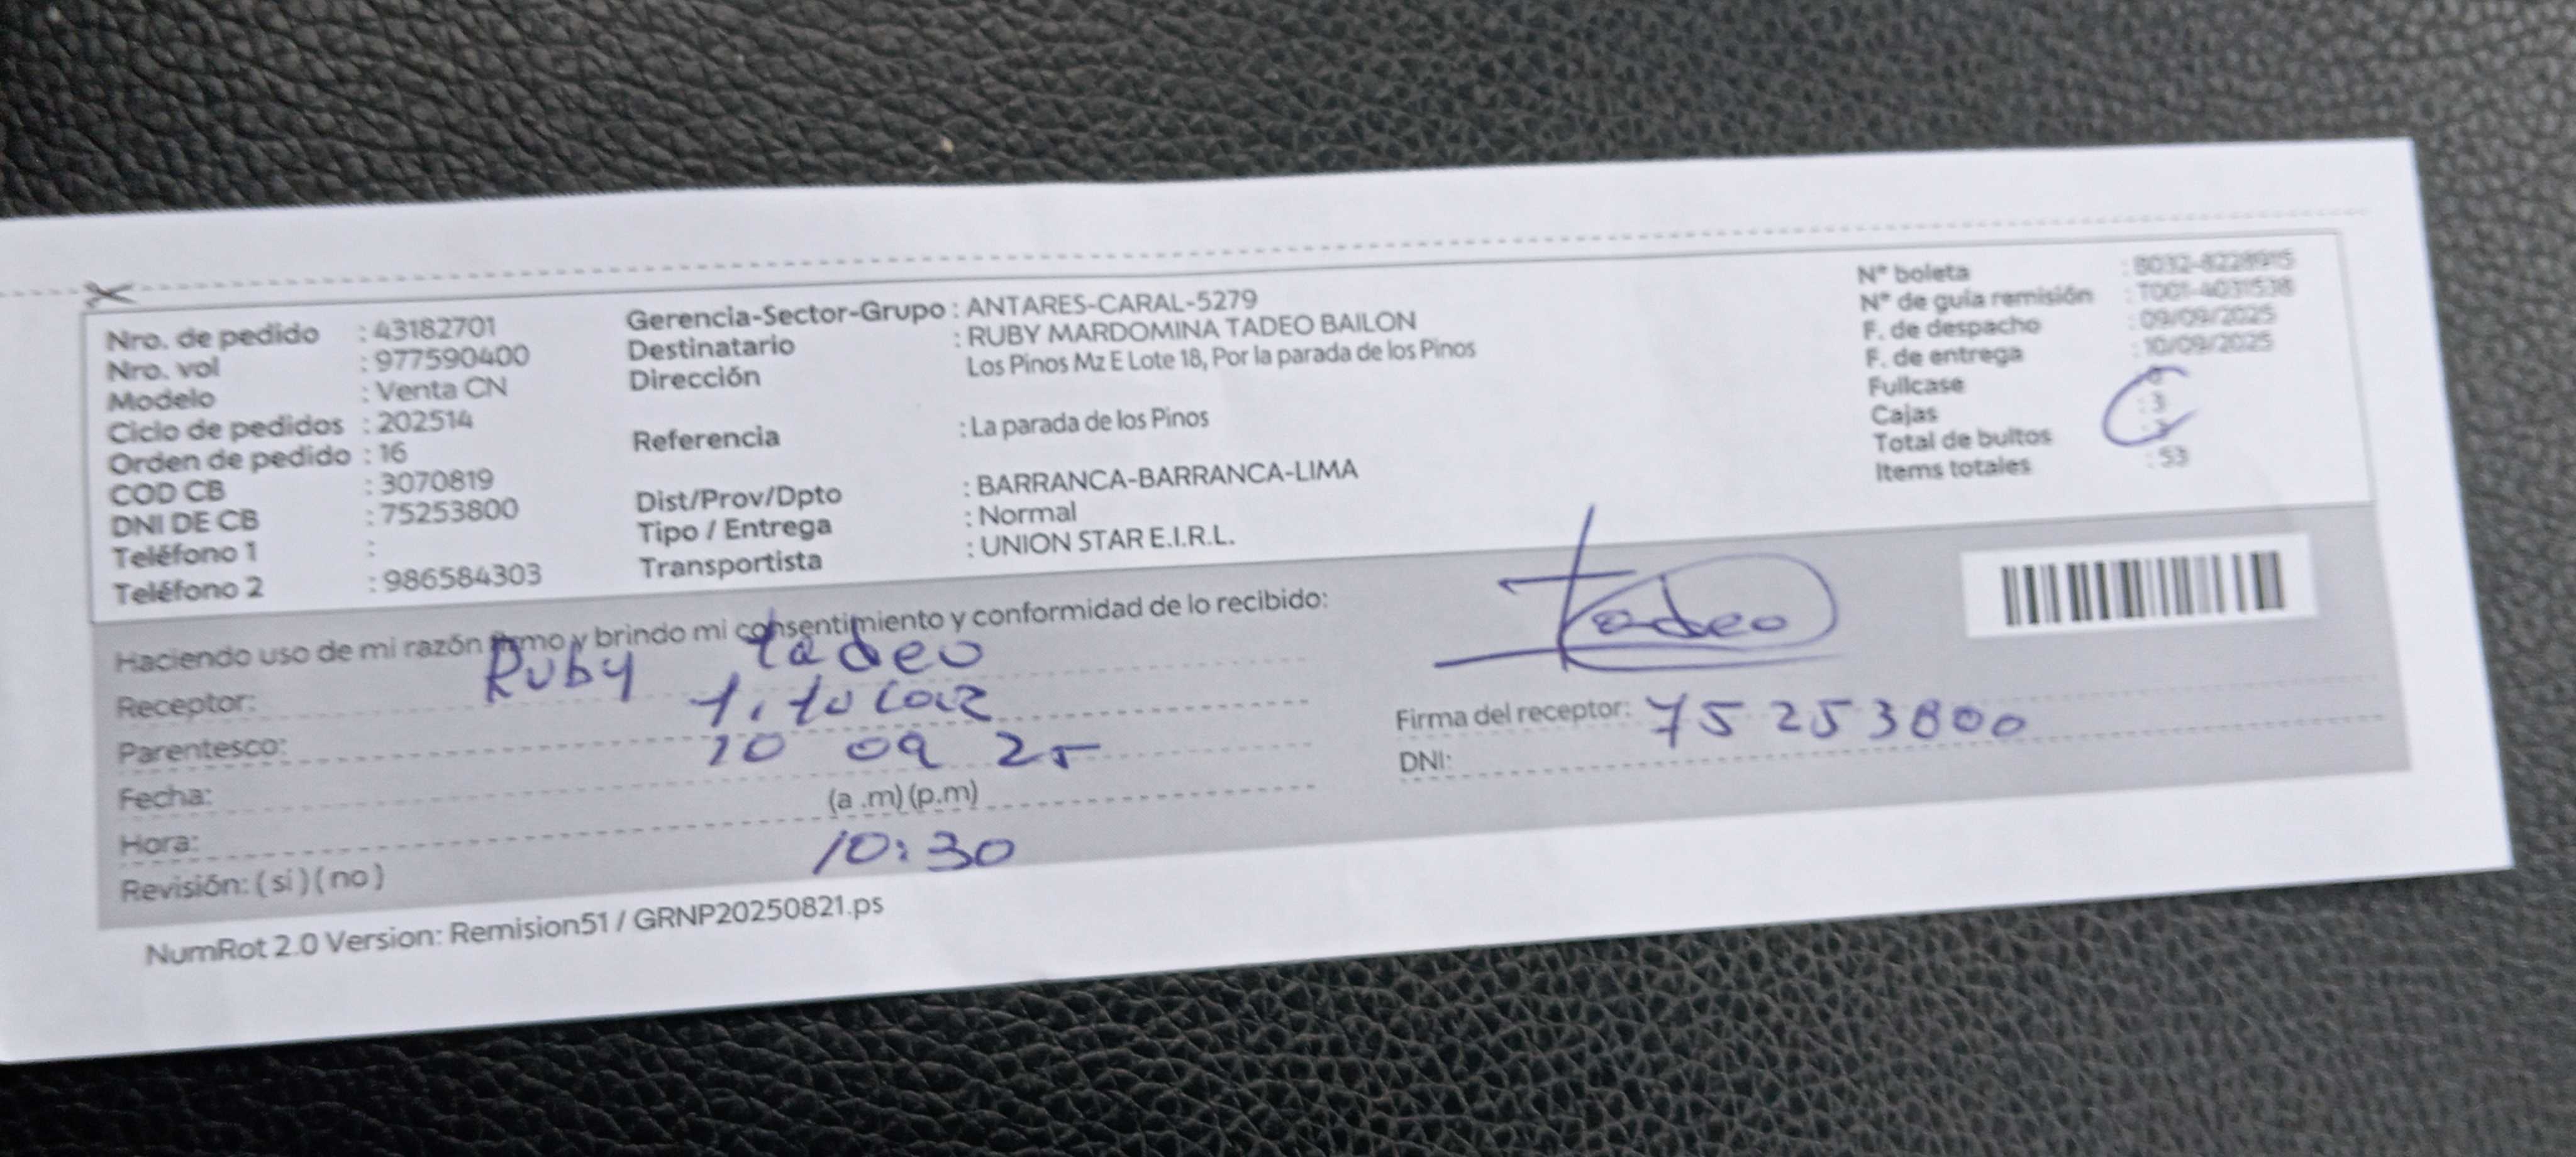 Nro. de pedido : 43182701
Nro. vol : 977590400
Modelo : Venta CN
Ciclo de pedidos : 202514
Orden de pedido : 16
COD CB : 3070819
DNI DE CB : 75253800
Teléfono 1 :
Teléfono 2 : 986584303
Gerencia-Sector-Grupo : ANTARES-CARAL-5279
Destinatario : RUBY MARDOMINA TADEO BAILON
Dirección Los Pinos Mz E Lote 18, Por la parada de los Pinos
Referencia : La parada de los Pinos
Dist/Prov/Dpto : BARRANCA-BARRANCA-LIMA
Tipo / Entrega : Normal
Transportista : UNION STAR E.I.R.L.
N° boleta
N° de guía remisión
F. de despacho : 09/09/2025
F. de entrega : 10/09/2025
Fullcase
Cajas : 3
Total de bultos
Items totales : 53
Haciendo uso de mi razón firmo y brindo mi consentimiento y conformidad de lo recibido:
Receptor: Ruby tadeo
Parentesco: titular
Fecha: 10 09 25
Hora: (a .m) (p.m)
10:30
Revisión: ( sí ) ( no )
Tadeo
Firma del receptor:
DNI: 75253800
NumRot 2.0 Version: Remision51 / GRNP20250821.ps